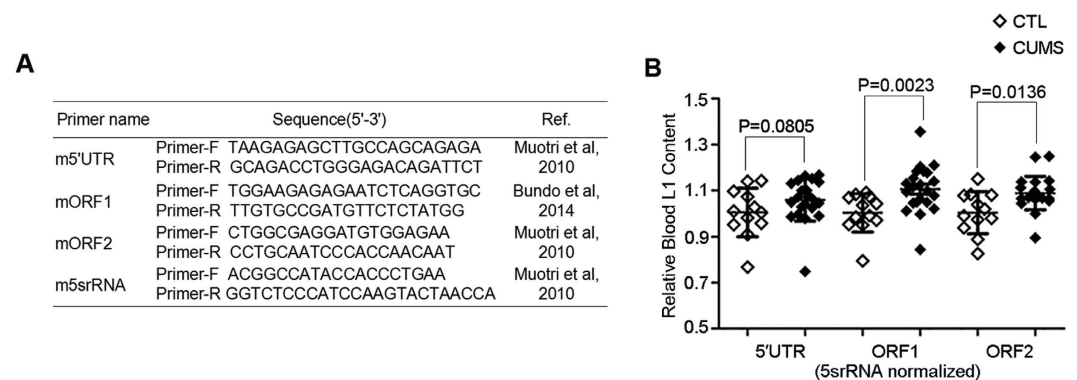 A
Primer name Sequence(5'-3') Ref.
m5'UTR Primer-F TAAGAGAGCTTGCCAGCAGAGA Muotri et al,
Primer-R GCAGACCTGGGAGACAGATTCT 2010
mORF1 Primer-F TGGAAGAGAGAATCTCAGGTGC Bundo et al,
Primer-R TTGTGCCGATGTTCTCTATGG 2014
mORF2 Primer-F CTGGCGAGGATGTGGAGAA Muotri et al,
Primer-R CCTGCAATCCCACCAACAAT 2010
m5srRNA Primer-F ACGGCCATACCACCCTGAA Muotri et al,
Primer-R GGTCTCCCATCCAAGTACTAACCA 2010
B
CTL
CUMS
P=0.0805
P=0.0023
P=0.0136
Relative Blood L1 Content
1.5
1.3
1.1
0.9
0.7
0.5
5'UTR ORF1 ORF2
(5srRNA normalized)